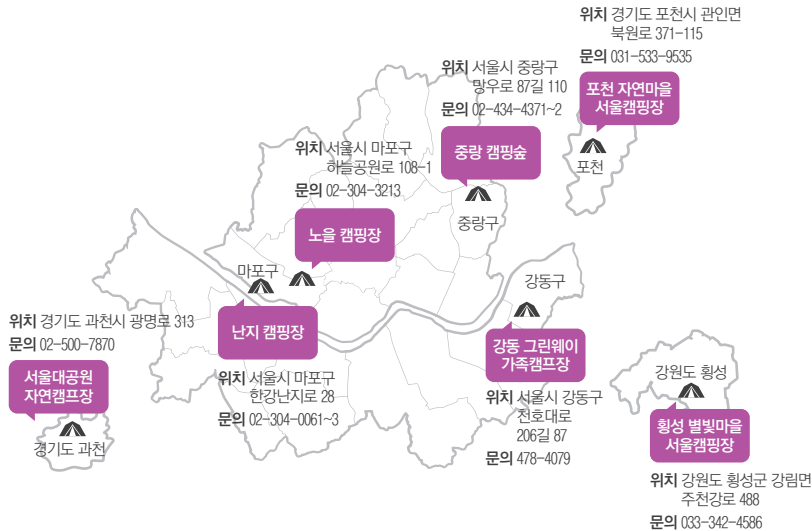 위치 경기도 포천시 관인면
북원로 371-115
문의 031-533-9535
포천 자연마을
서울캠핑장
포천
위치 서울시 중랑구
망우로 87길 110
문의 02-434-4371~2
중랑 캠핑숲
중랑구
위치 서울시 마포구
하늘공원로 108-1
문의 02-304-3213
노을 캠핑장
마포구
난지 캠핑장
위치 서울시 마포구
한강난지로 28
문의 02-304-0061~3
강동구
강동 그린웨이
가족캠프장
위치 서울시 강동구
천호대로
206길 87
문의 478-4079
위치 경기도 과천시 광명로 313
문의 02-500-7870
서울대공원
자연캠프장
경기도 과천
강원도 횡성
횡성 별빛마을
서울캠핑장
위치 강원도 횡성군 강림면
주천강로 488
문의 033-342-4586